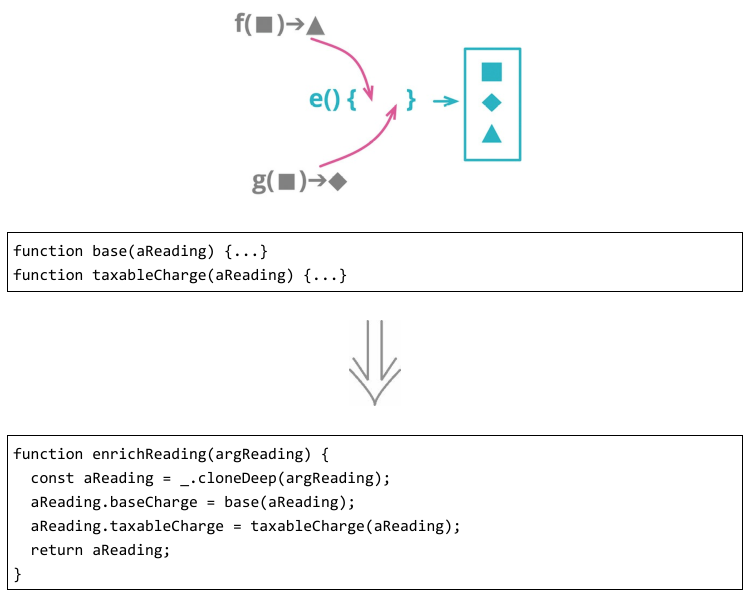 f(■)→▲
e() { } →
g(■)→◆
function base(aReading) {...}
function taxableCharge(aReading) {...}
function enrichReading(argReading) {
  const aReading = _.cloneDeep(argReading);
  aReading.baseCharge = base(aReading);
  aReading.taxableCharge = taxableCharge(aReading);
  return aReading;
}